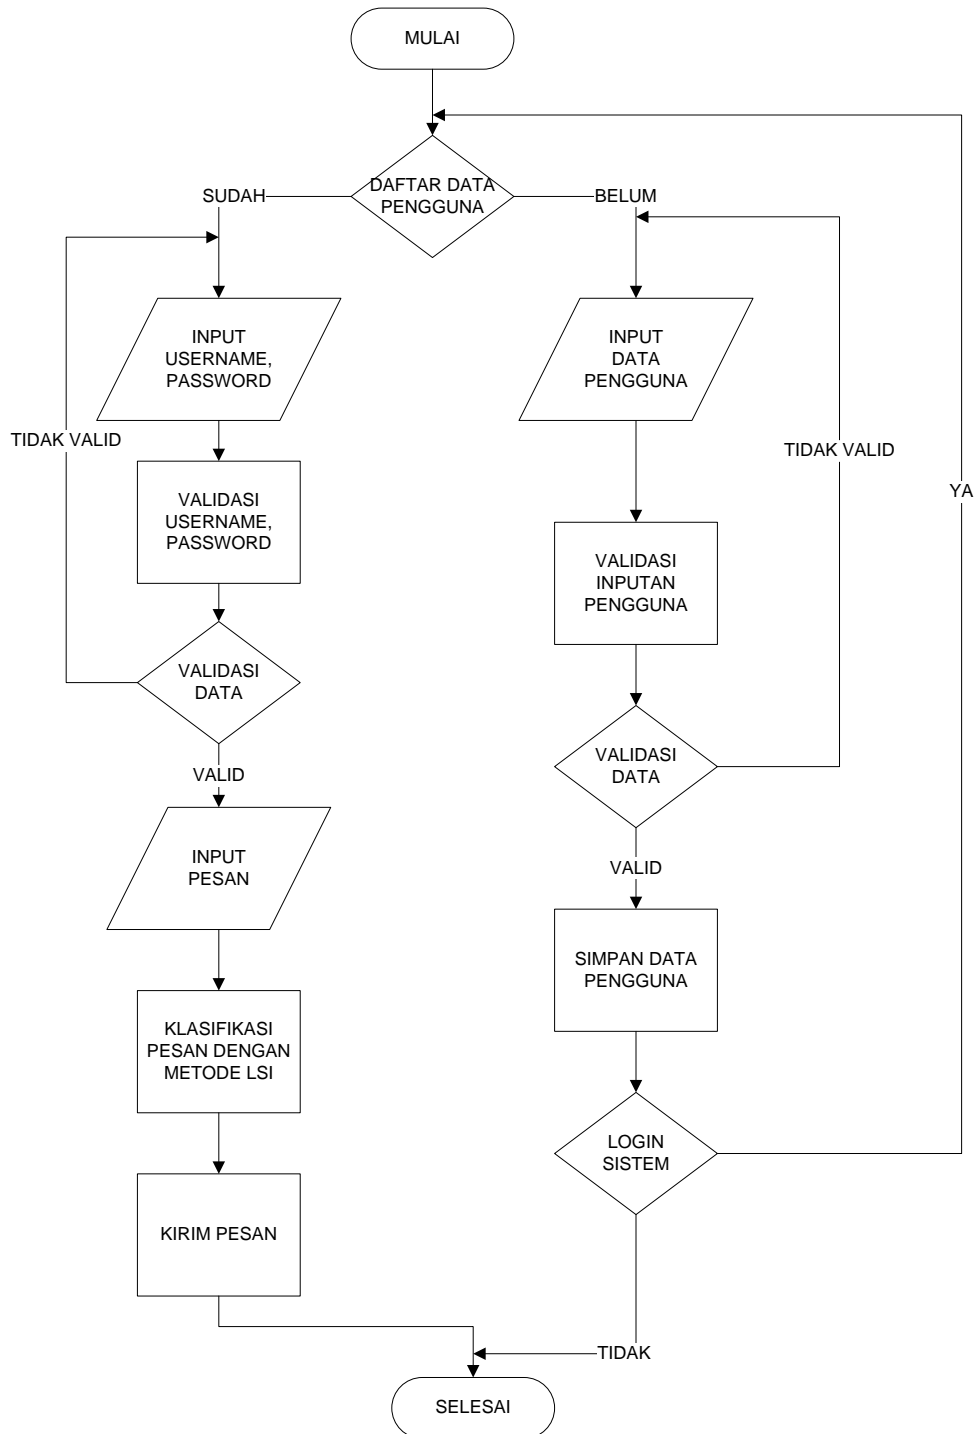 MULAI
DAFTAR DATA
PENGGUNA
SUDAH
BELUM
INPUT
USERNAME,
PASSWORD
TIDAK VALID
VALIDASI
USERNAME,
PASSWORD
VALIDASI
DATA
VALID
INPUT
PESAN
KLASIFIKASI
PESAN DENGAN
METODE LSI
KIRIM PESAN
INPUT
DATA
PENGGUNA
TIDAK VALID
YA
VALIDASI
INPUTAN
PENGGUNA
VALIDASI
DATA
VALID
SIMPAN DATA
PENGGUNA
LOGIN
SISTEM
TIDAK
SELESAI